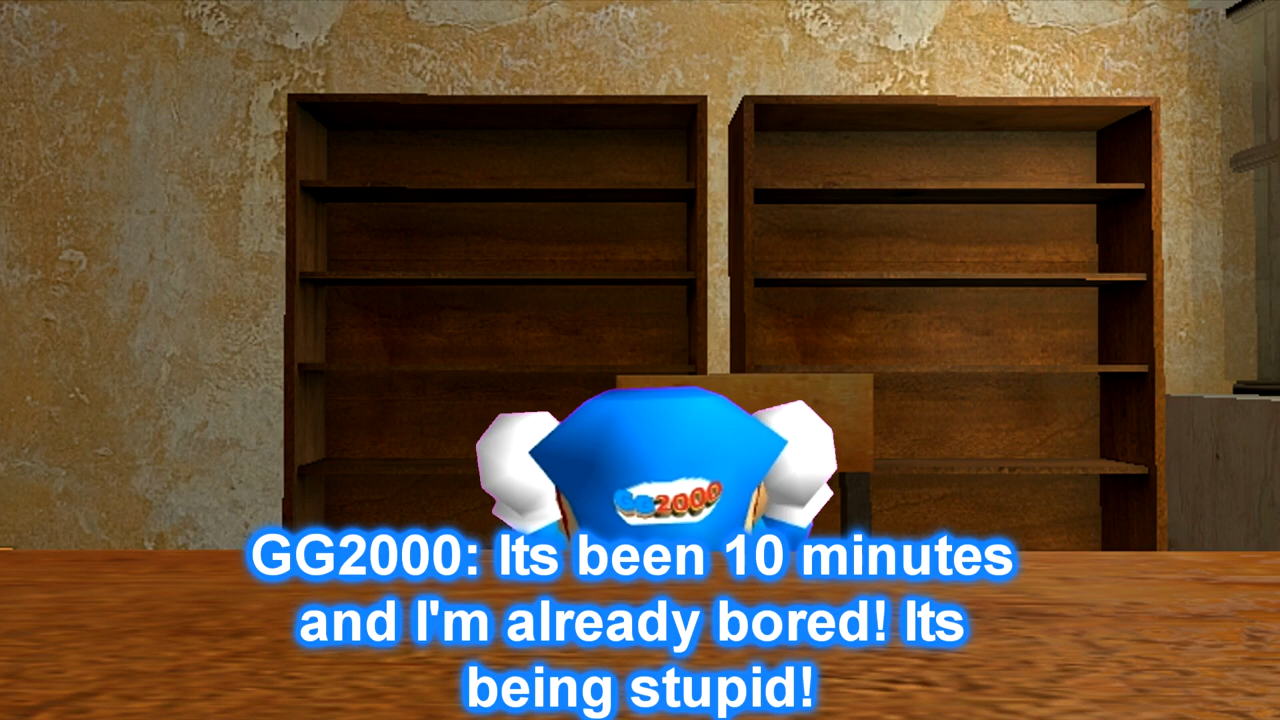 GG2000
GG2000: Its been 10 minutes
and I'm already bored! Its
being stupid!